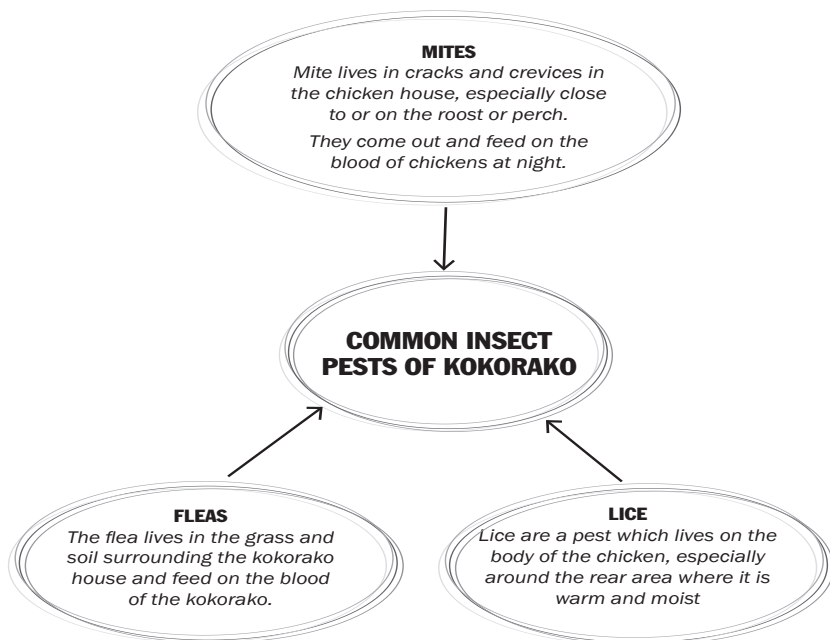 MITES
Mite lives in cracks and crevices in
the chicken house, especially close
to or on the roost or perch.
They come out and feed on the
blood of chickens at night.
COMMON INSECT
PESTS OF KOKORAKO
FLEAS
The flea lives in the grass and
soil surrounding the kokorako
house and feed on the blood
of the kokorako.
LICE
Lice are a pest which lives on the
body of the chicken, especially
around the rear area where it is
warm and moist